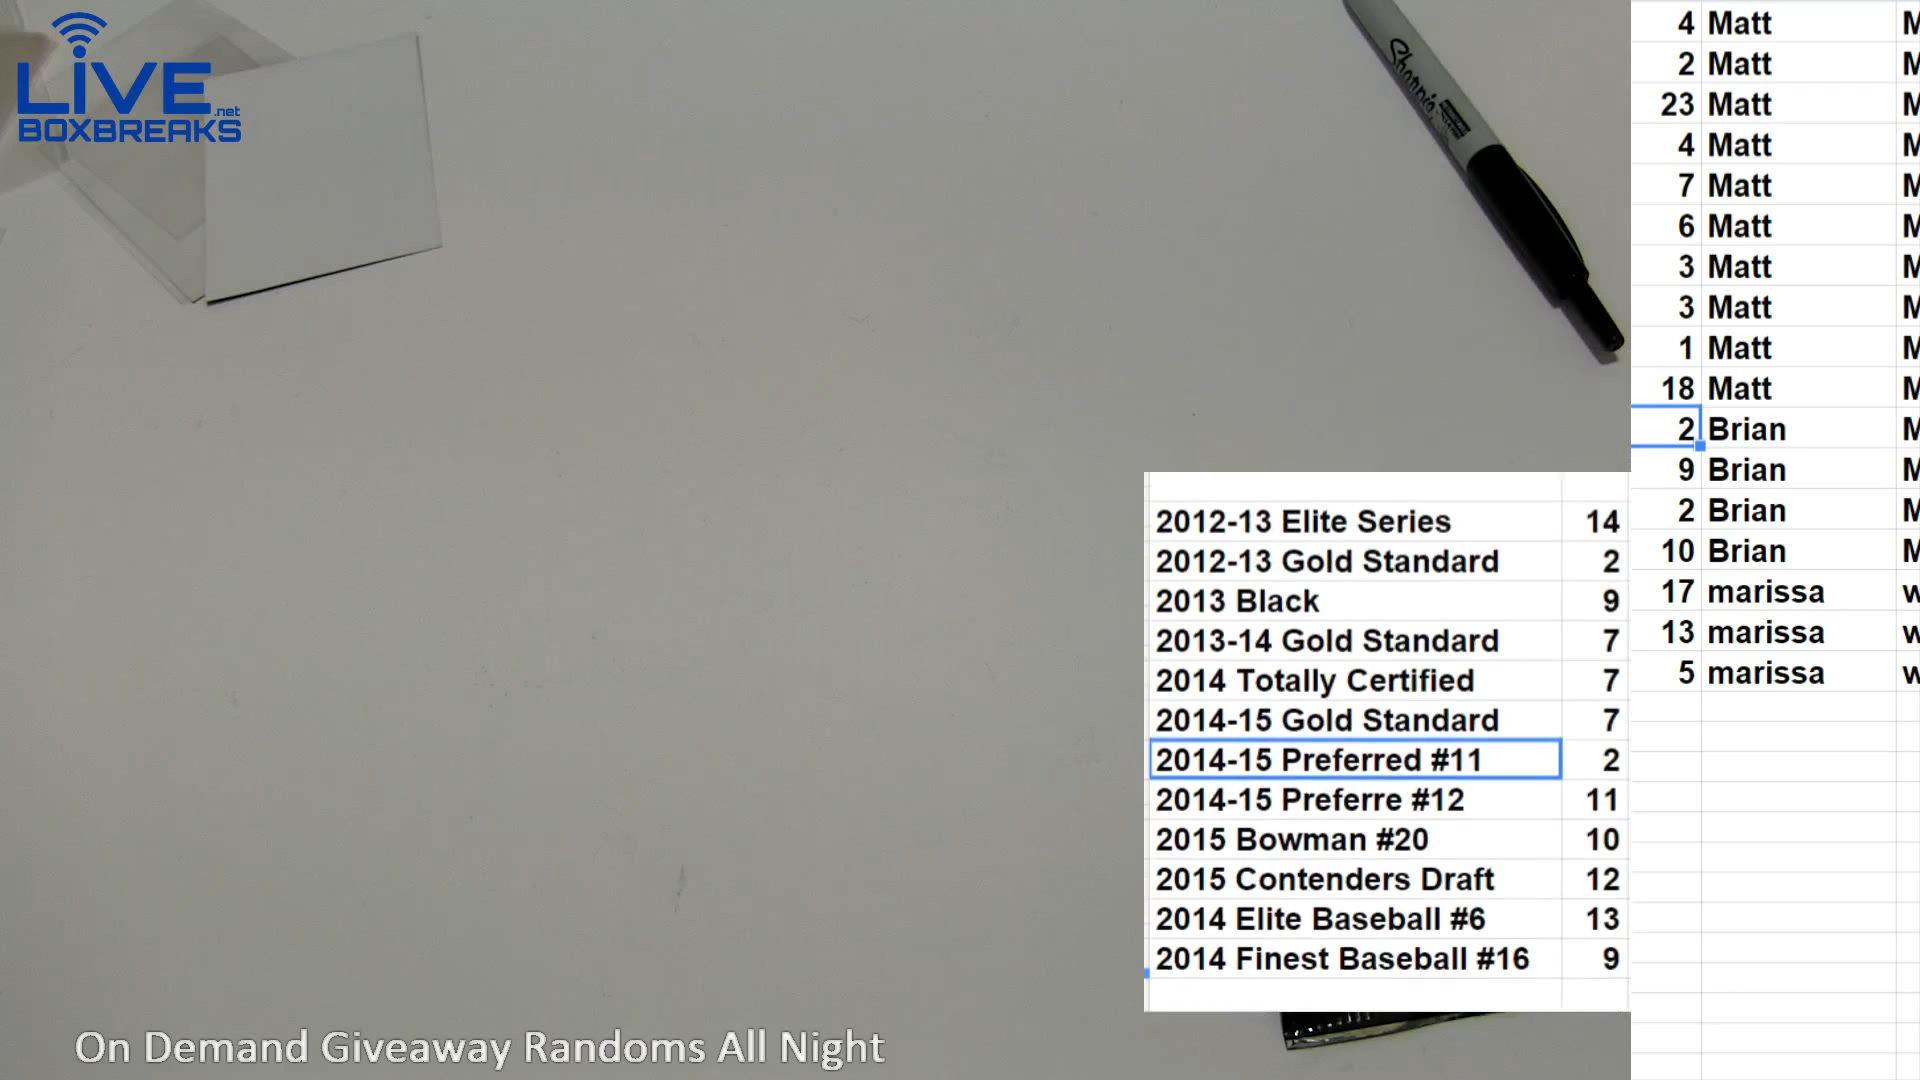 LiVE
.net
BOXBREAKS
Sharpie
4 Matt M
2 Matt M
23 Matt M
4 Matt M
7 Matt M
6 Matt M
3 Matt M
3 Matt M
1 Matt M
18 Matt M
2 Brian M
9 Brian M
2 Brian M
10 Brian M
17 marissa w
13 marissa w
5 marissa w
2012-13 Elite Series 14
2012-13 Gold Standard 2
2013 Black 9
2013-14 Gold Standard 7
2014 Totally Certified 7
2014-15 Gold Standard 7
2014-15 Preferred #11 2
2014-15 Preferre #12 11
2015 Bowman #20 10
2015 Contenders Draft 12
2014 Elite Baseball #6 13
2014 Finest Baseball #16 9
On Demand Giveaway Randoms All Night